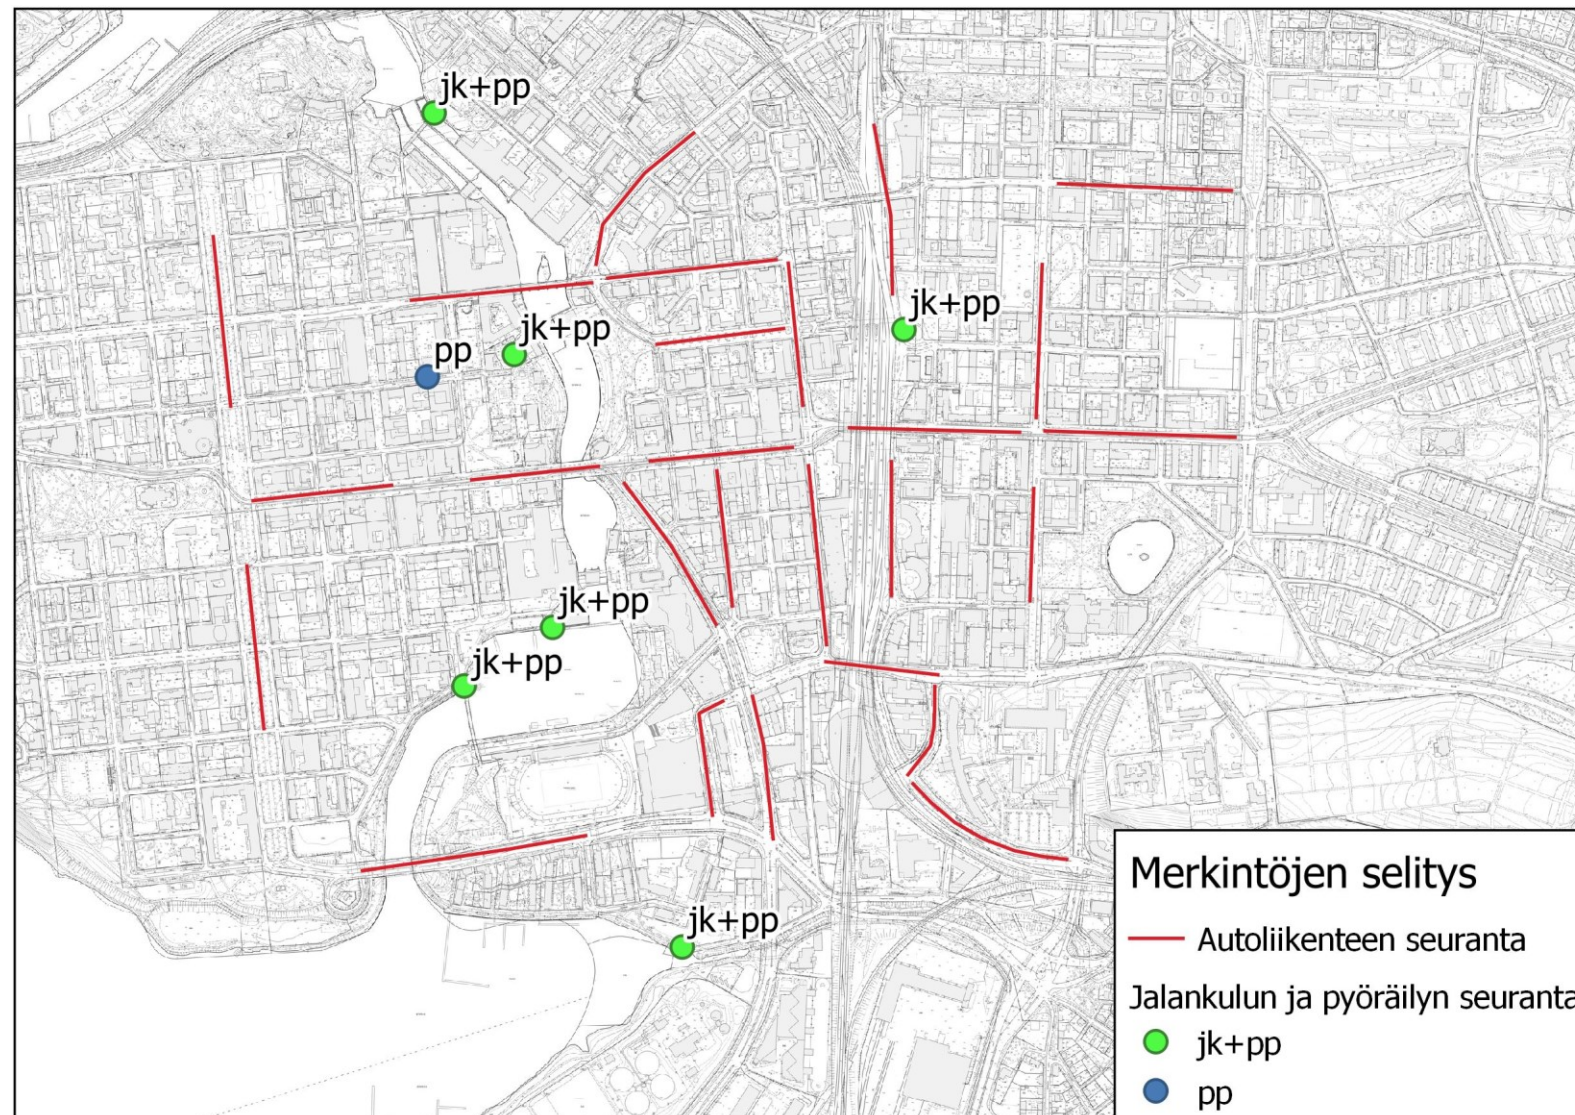 jk+pp
jk+pp
jk+pp
pp
jk+pp
jk+pp
jk+pp
Merkintöjen selitys
Autoliikenteen seuranta
Jalankulun ja pyöräilyn seuranta
jk+pp
pp